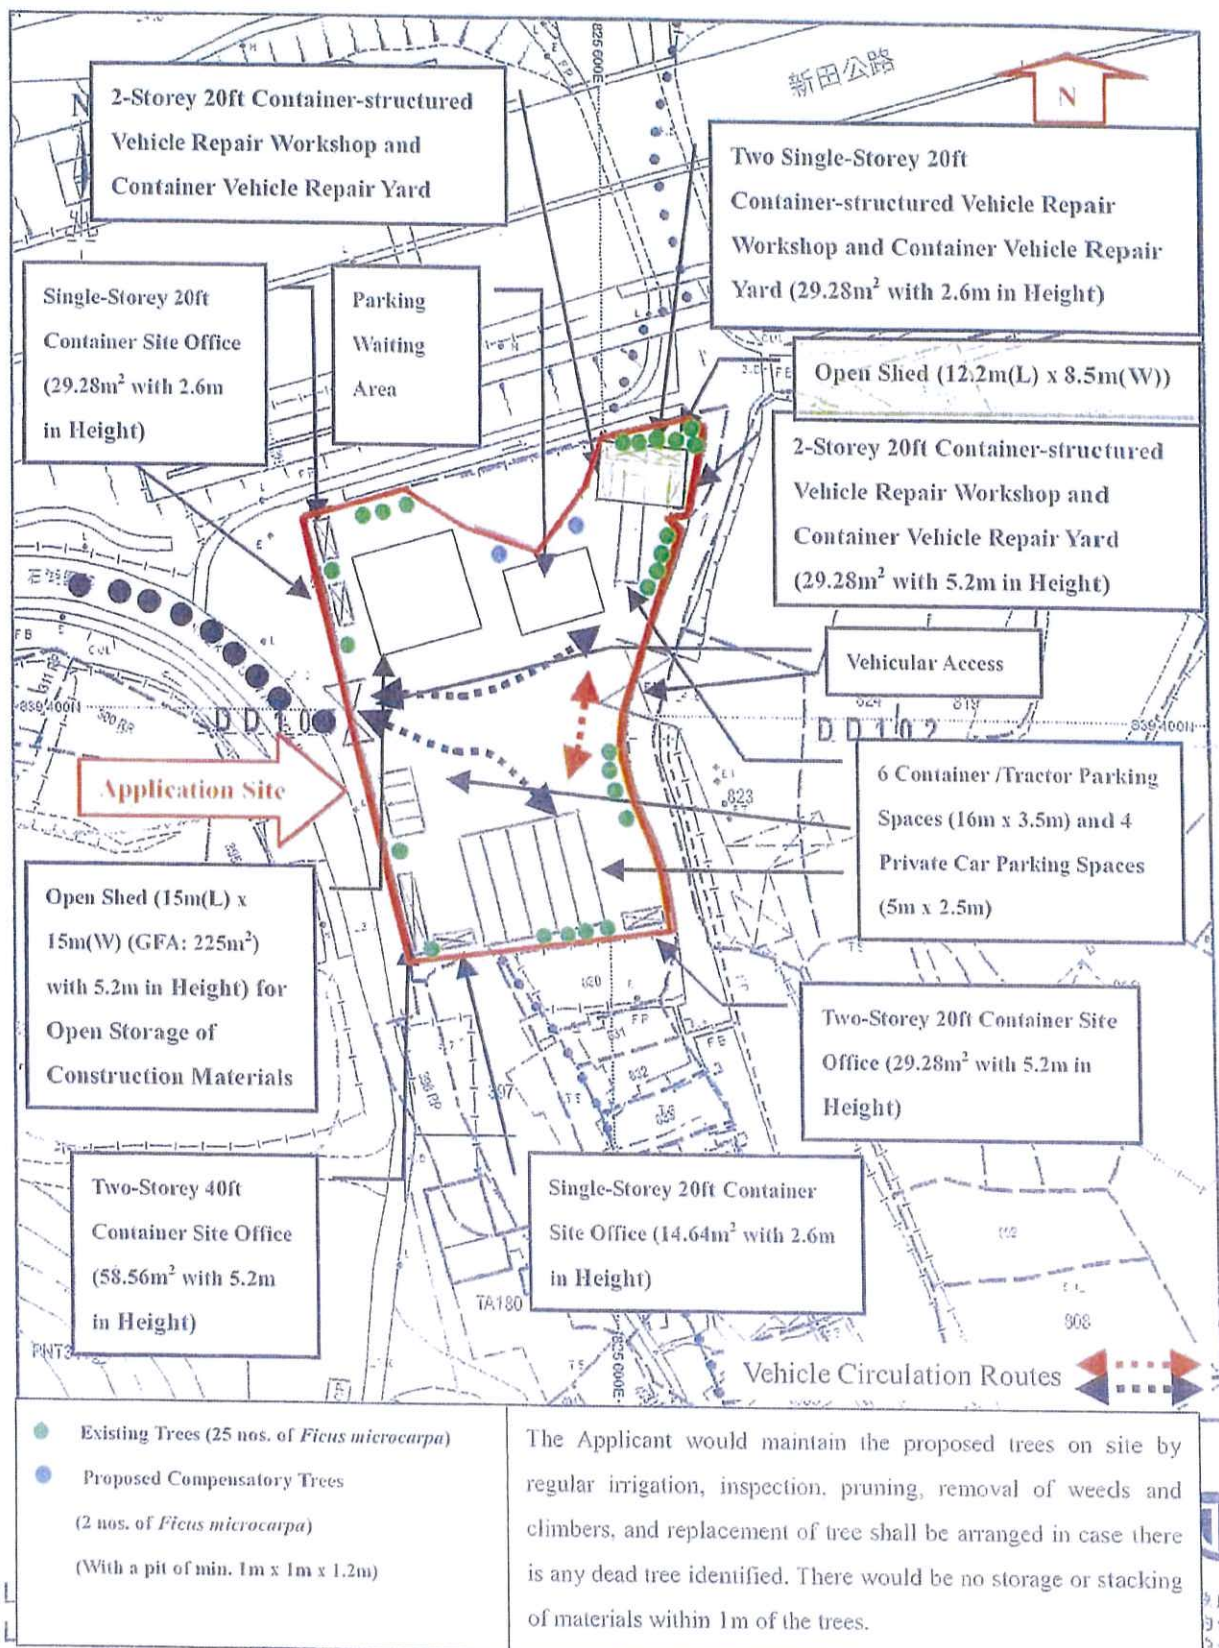 新田公路
N
N
825 600E
2-Storey 20ft Container-structured
Vehicle Repair Workshop and
Container Vehicle Repair Yard
Two Single-Storey 20ft
Container-structured Vehicle Repair
Workshop and Container Vehicle Repair
Yard (29.28m² with 2.6m in Height)
Single-Storey 20ft
Container Site Office
(29.28m² with 2.6m
in Height)
Parking
Waiting
Area
Open Shed (12.2m(L) x 8.5m(W))
2-Storey 20ft Container-structured
Vehicle Repair Workshop and
Container Vehicle Repair Yard
(29.28m² with 5.2m in Height)
Vehicular Access
839 400N
500 RP
D D 1 0
D D 1 0 2
839 400N
Application Site
6 Container /Tractor Parking
Spaces (16m x 3.5m) and 4
Private Car Parking Spaces
(5m x 2.5m)
823
Open Shed (15m(L) x
15m(W) (GFA: 225m²)
with 5.2m in Height) for
Open Storage of
Construction Materials
Two-Storey 20ft Container Site
Office (29.28m² with 5.2m in
Height)
Two-Storey 40ft
Container Site Office
(58.56m² with 5.2m
in Height)
Single-Storey 20ft Container
Site Office (14.64m² with 2.6m
in Height)
TA180
808
Vehicle Circulation Routes
Existing Trees (25 nos. of Ficus microcarpa)
Proposed Compensatory Trees
(2 nos. of Ficus microcarpa)
(With a pit of min. 1m x 1m x 1.2m)
The Applicant would maintain the proposed trees on site by
regular irrigation, inspection. pruning, removal of weeds and
climbers, and replacement of tree shall be arranged in case there
is any dead tree identified. There would be no storage or stacking
of materials within 1m of the trees.